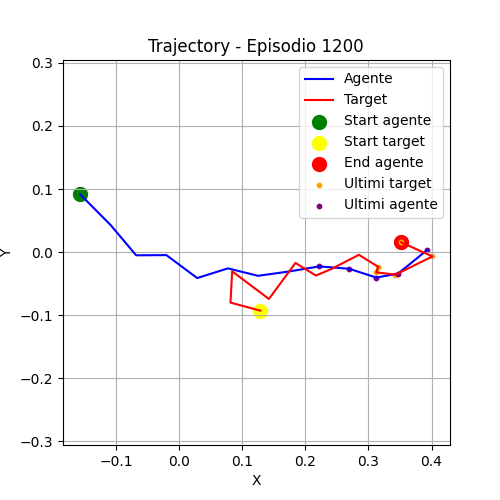 Trajectory - Episodio 1200
Agente
Target
Start agente
Start target
End agente
Ultimi target
Ultimi agente
0.3
0.2
0.1
0.0
−0.1
−0.2
−0.3
Y
−0.1
0.0
0.1
0.2
0.3
0.4
X